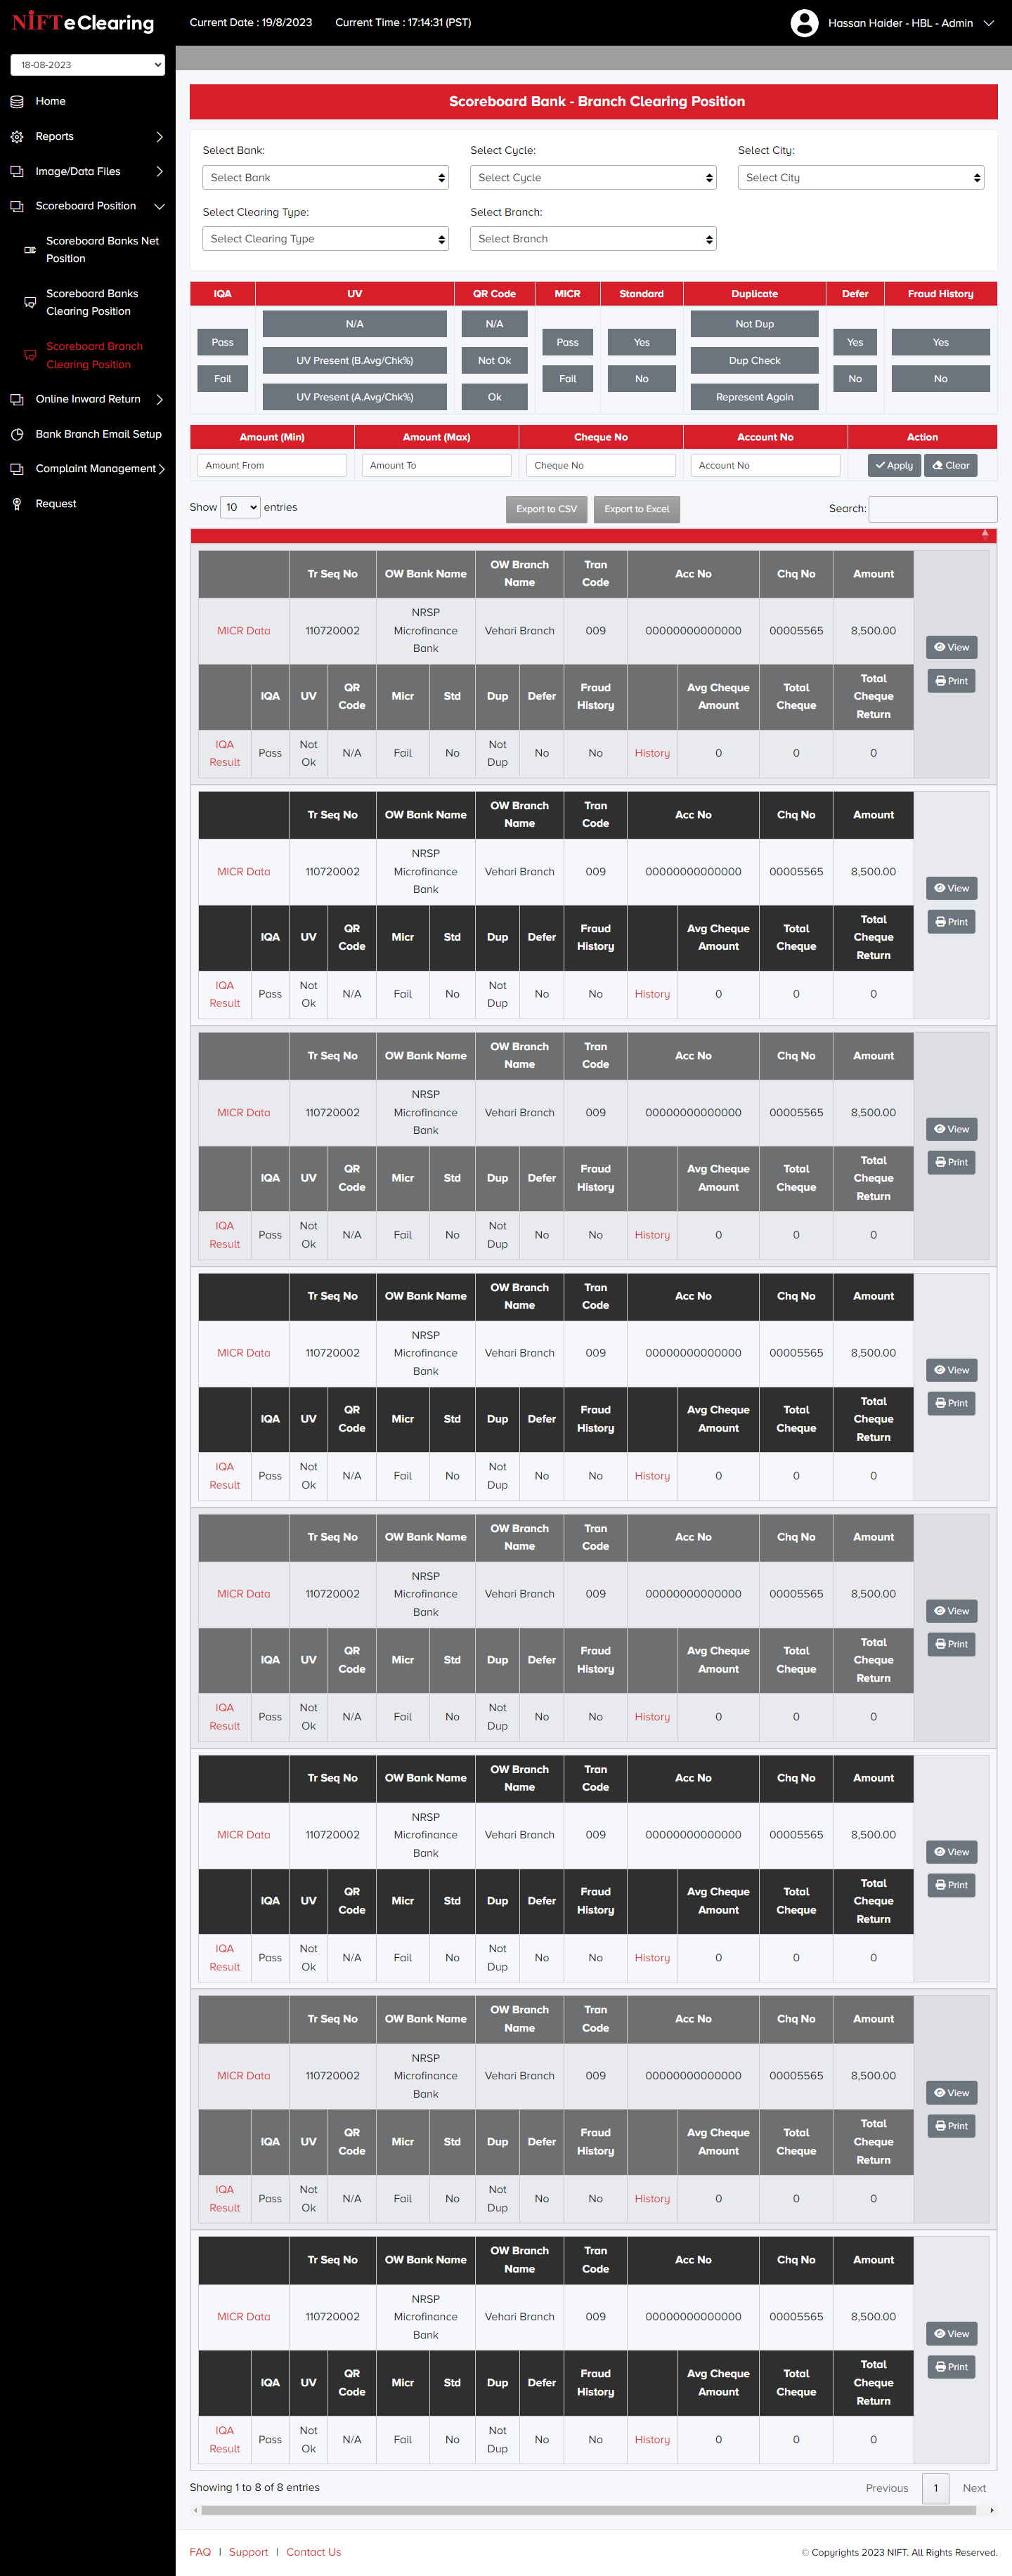 NIFT eClearing
Current Date : 19/8/2023 Current Time : 17:14:31 (PST) Hassan Haider - HBL - Admin
18-08-2023
Home
Reports
Image/Data Files
Scoreboard Position
Scoreboard Banks Net
Position
Scoreboard Banks
Clearing Position
Scoreboard Branch
Clearing Position
Online Inward Return
Bank Branch Email Setup
Complaint Management
Request
Scoreboard Bank - Branch Clearing Position
Select Bank: Select Cycle: Select City:
Select Bank Select Cycle Select City
Select Clearing Type: Select Branch:
Select Clearing Type Select Branch
IQA UV QR Code MICR Standard Duplicate Defer Fraud History
N/A N/A Not Dup
Pass Pass Yes Yes Yes
UV Present (B.Avg/Chk%) Not Ok Dup Check
Fail Fail No No No
UV Present (A.Avg/Chk%) Ok Represent Again
Amount (Min) Amount (Max) Cheque No Account No Action
Amount From Amount To Cheque No Account No Apply Clear
Show 10 entries Export to CSV Export to Excel Search:
Tr Seq No OW Bank Name OW Branch Name Tran Code Acc No Chq No Amount
MICR Data 110720002 NRSP Microfinance Bank Vehari Branch 009 00000000000000 00005565 8,500.00
View
Print
IQA UV QR Code Micr Std Dup Defer Fraud History Avg Cheque Amount Total Cheque Total Cheque Return
IQA Result Pass Not Ok N/A Fail No Not Dup No No History 0 0 0
Tr Seq No OW Bank Name OW Branch Name Tran Code Acc No Chq No Amount
MICR Data 110720002 NRSP Microfinance Bank Vehari Branch 009 00000000000000 00005565 8,500.00
View
Print
IQA UV QR Code Micr Std Dup Defer Fraud History Avg Cheque Amount Total Cheque Total Cheque Return
IQA Result Pass Not Ok N/A Fail No Not Dup No No History 0 0 0
Tr Seq No OW Bank Name OW Branch Name Tran Code Acc No Chq No Amount
MICR Data 110720002 NRSP Microfinance Bank Vehari Branch 009 00000000000000 00005565 8,500.00
View
Print
IQA UV QR Code Micr Std Dup Defer Fraud History Avg Cheque Amount Total Cheque Total Cheque Return
IQA Result Pass Not Ok N/A Fail No Not Dup No No History 0 0 0
Tr Seq No OW Bank Name OW Branch Name Tran Code Acc No Chq No Amount
MICR Data 110720002 NRSP Microfinance Bank Vehari Branch 009 00000000000000 00005565 8,500.00
View
Print
IQA UV QR Code Micr Std Dup Defer Fraud History Avg Cheque Amount Total Cheque Total Cheque Return
IQA Result Pass Not Ok N/A Fail No Not Dup No No History 0 0 0
Tr Seq No OW Bank Name OW Branch Name Tran Code Acc No Chq No Amount
MICR Data 110720002 NRSP Microfinance Bank Vehari Branch 009 00000000000000 00005565 8,500.00
View
Print
IQA UV QR Code Micr Std Dup Defer Fraud History Avg Cheque Amount Total Cheque Total Cheque Return
IQA Result Pass Not Ok N/A Fail No Not Dup No No History 0 0 0
Tr Seq No OW Bank Name OW Branch Name Tran Code Acc No Chq No Amount
MICR Data 110720002 NRSP Microfinance Bank Vehari Branch 009 00000000000000 00005565 8,500.00
View
Print
IQA UV QR Code Micr Std Dup Defer Fraud History Avg Cheque Amount Total Cheque Total Cheque Return
IQA Result Pass Not Ok N/A Fail No Not Dup No No History 0 0 0
Tr Seq No OW Bank Name OW Branch Name Tran Code Acc No Chq No Amount
MICR Data 110720002 NRSP Microfinance Bank Vehari Branch 009 00000000000000 00005565 8,500.00
View
Print
IQA UV QR Code Micr Std Dup Defer Fraud History Avg Cheque Amount Total Cheque Total Cheque Return
IQA Result Pass Not Ok N/A Fail No Not Dup No No History 0 0 0
Tr Seq No OW Bank Name OW Branch Name Tran Code Acc No Chq No Amount
MICR Data 110720002 NRSP Microfinance Bank Vehari Branch 009 00000000000000 00005565 8,500.00
View
Print
IQA UV QR Code Micr Std Dup Defer Fraud History Avg Cheque Amount Total Cheque Total Cheque Return
IQA Result Pass Not Ok N/A Fail No Not Dup No No History 0 0 0
Showing 1 to 8 of 8 entries Previous 1 Next
FAQ | Support | Contact Us © Copyrights 2023 NIFT. All Rights Reserved.